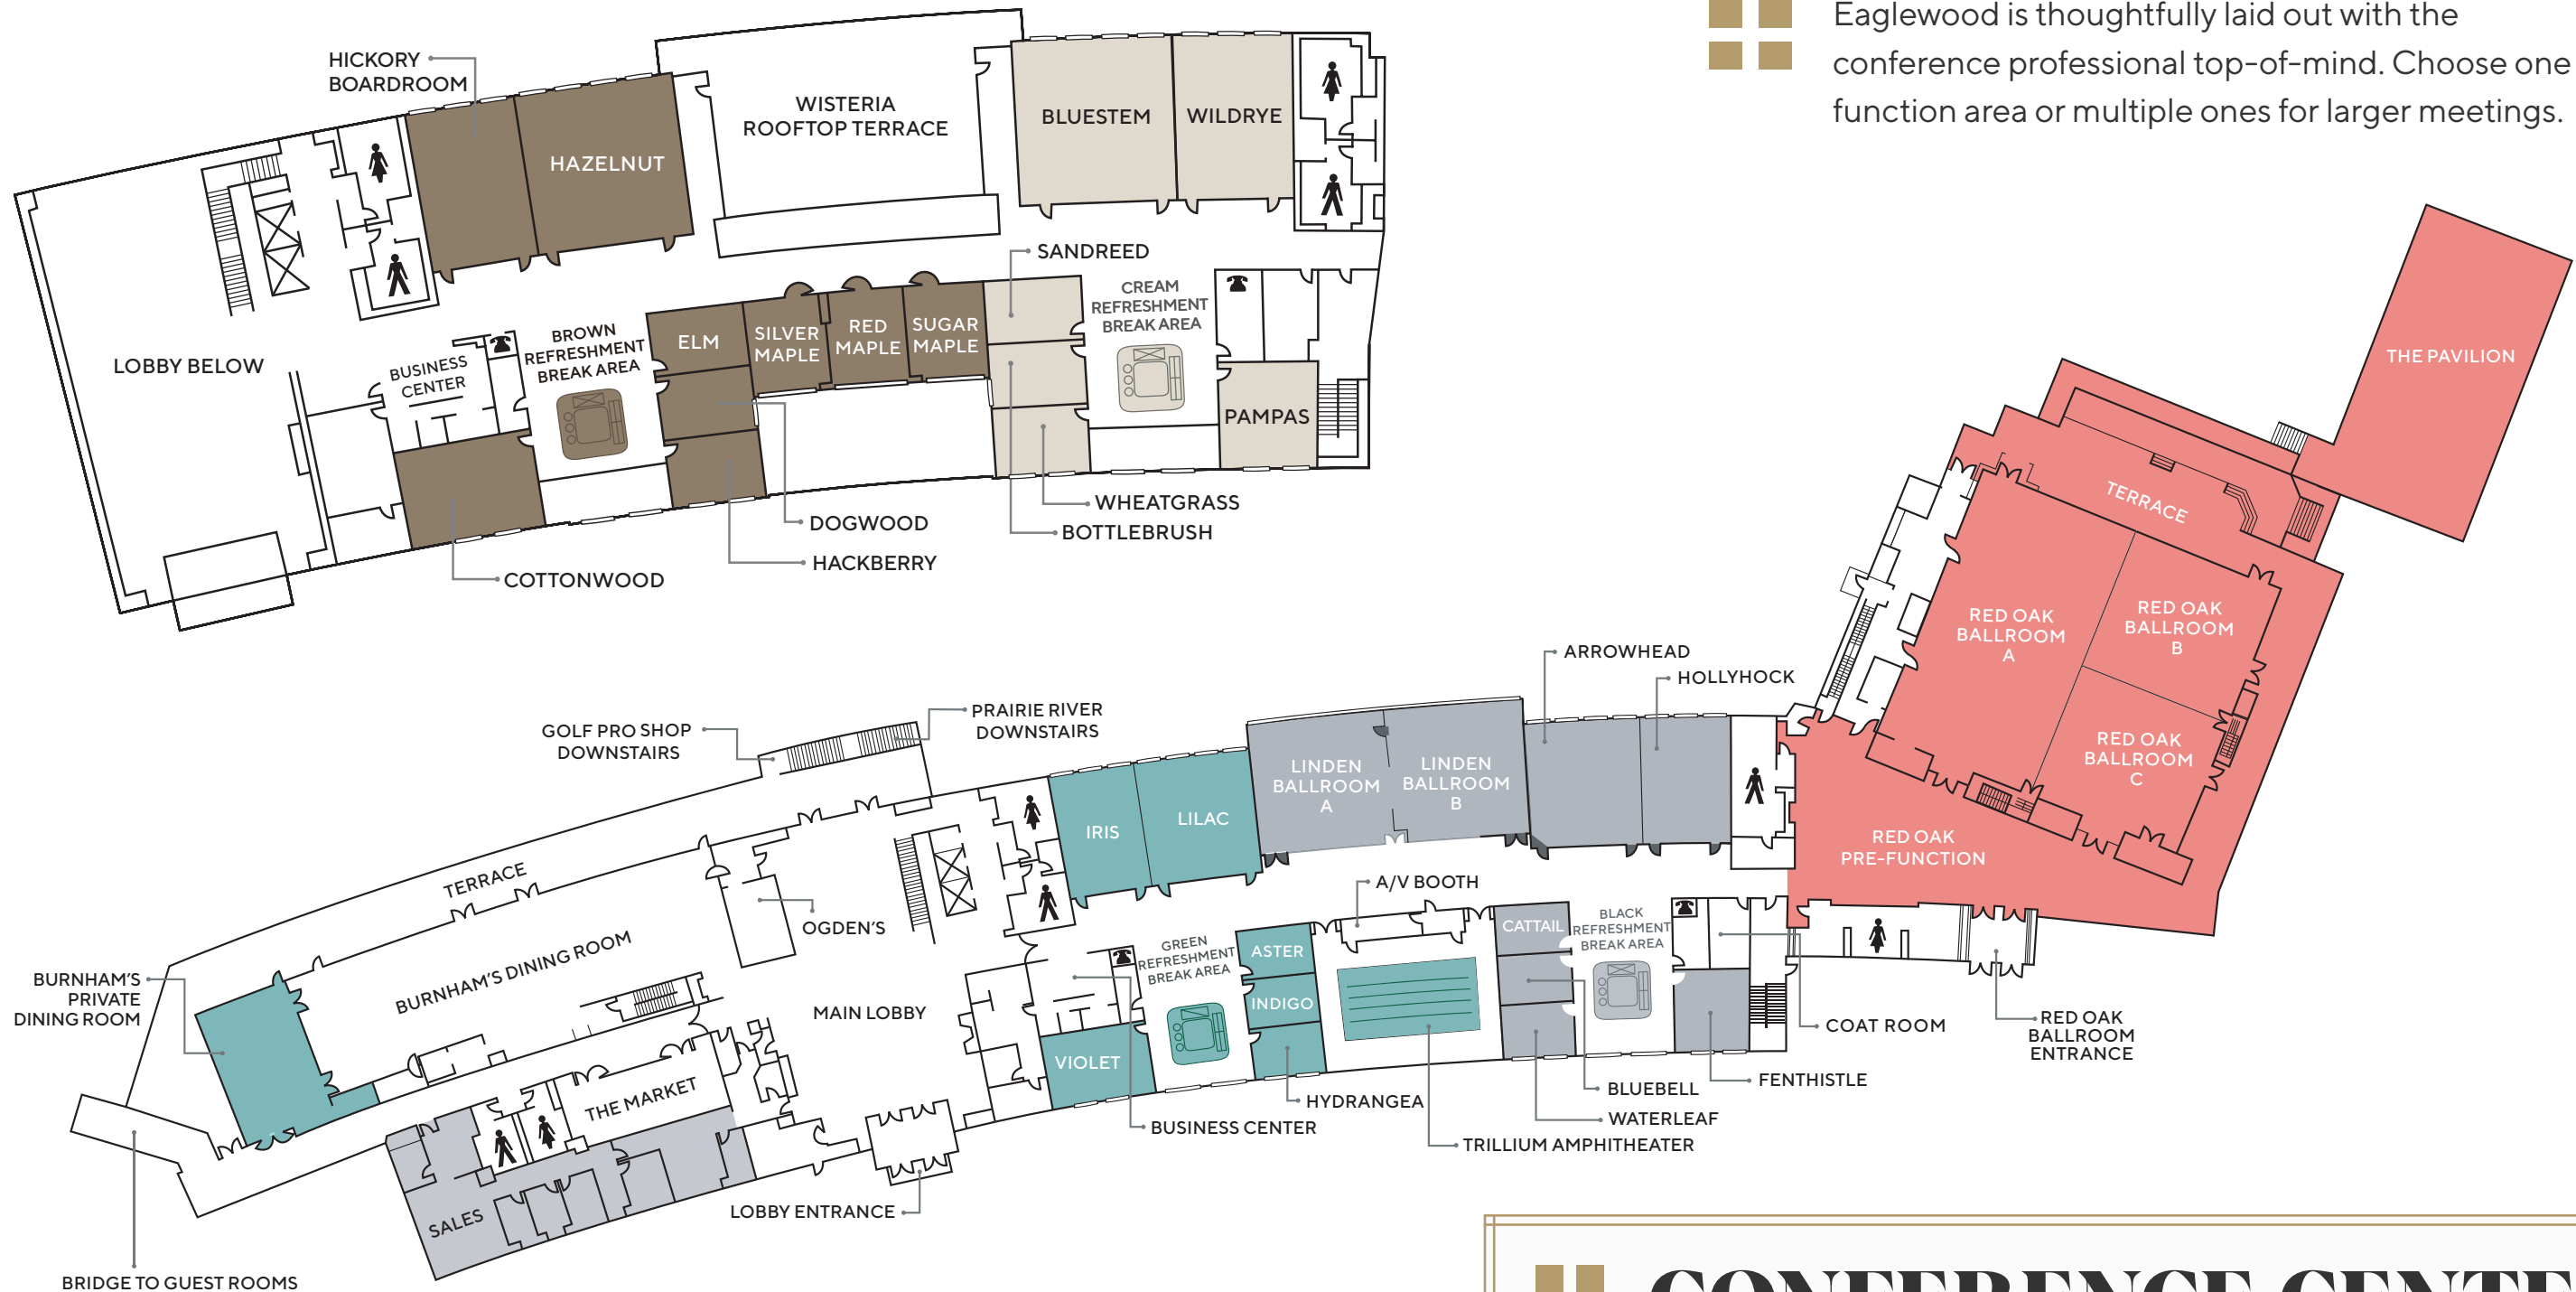 Eaglewood is thoughtfully laid out with the
conference professional top-of-mind. Choose one
function area or multiple ones for larger meetings.
HICKORY
BOARDROOM
HAZELNUT
WISTERIA
ROOFTOP TERRACE
BLUESTEM
WILDRYE
SANDREED
CREAM
REFRESHMENT
BREAK AREA
BROWN
REFRESHMENT
BREAK AREA
ELM
SILVER
MAPLE
RED
MAPLE
SUGAR
MAPLE
LOBBY BELOW
BUSINESS
CENTER
PAMPAS
WHEATGRASS
BOTTLEBRUSH
DOGWOOD
HACKBERRY
COTTONWOOD
THE PAVILION
TERRACE
RED OAK
BALLROOM
A
RED OAK
BALLROOM
B
RED OAK
BALLROOM
C
RED OAK
PRE-FUNCTION
ARROWHEAD
HOLLYHOCK
GOLF PRO SHOP
DOWNSTAIRS
PRAIRIE RIVER
DOWNSTAIRS
LINDEN
BALLROOM
A
LINDEN
BALLROOM
B
IRIS
LILAC
TERRACE
A/V BOOTH
OGDEN'S
CATTAIL
BLACK
REFRESHMENT
BREAK AREA
GREEN
REFRESHMENT
BREAK AREA
ASTER
INDIGO
BURNHAM'S
PRIVATE
DINING ROOM
BURNHAM'S DINING ROOM
MAIN LOBBY
VIOLET
THE MARKET
COAT ROOM
RED OAK
BALLROOM
ENTRANCE
FENTHISTLE
BLUEBELL
WATERLEAF
HYDRANGEA
BUSINESS CENTER
TRILLIUM AMPHITHEATER
SALES
LOBBY ENTRANCE
BRIDGE TO GUEST ROOMS